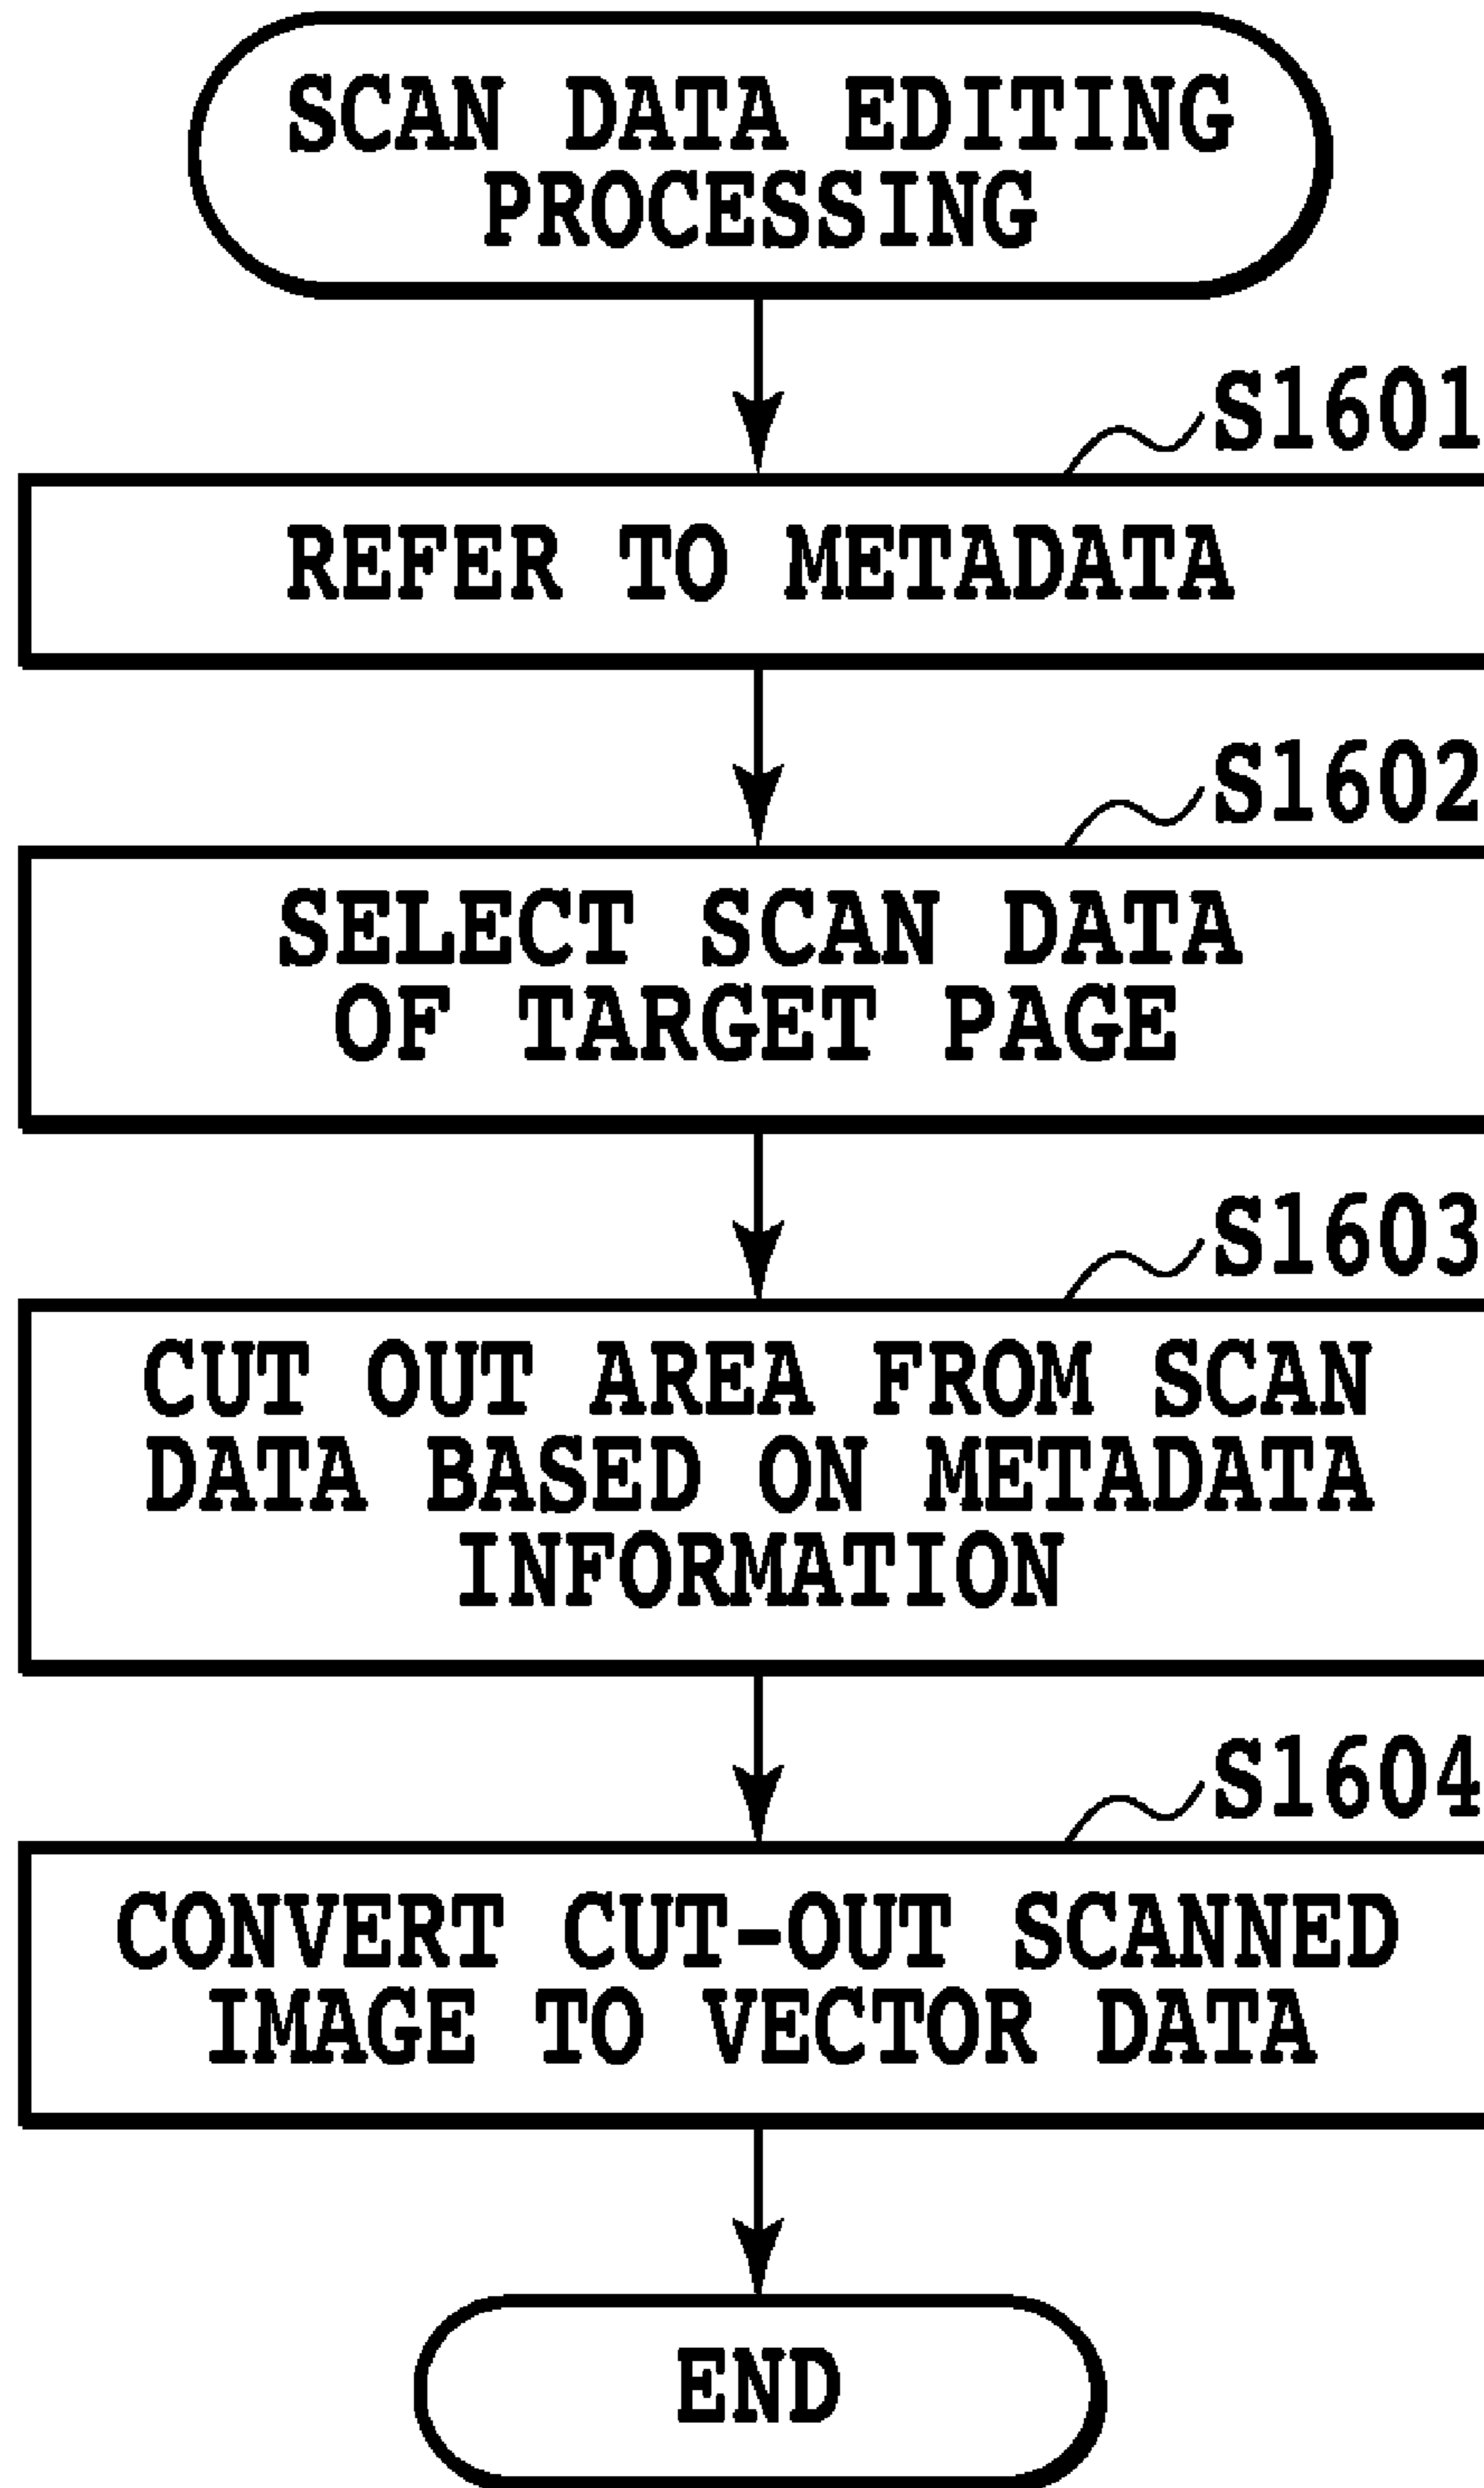 SCAN DATA EDITING
PROCESSING
S1601
REFER TO METADATA
S1602
SELECT SCAN DATA
OF TARGET PAGE
S1603
CUT OUT AREA FROM SCAN
DATA BASED ON METADATA
INFORMATION
S1604
CONVERT CUT-OUT SCANNED
IMAGE TO VECTOR DATA
END